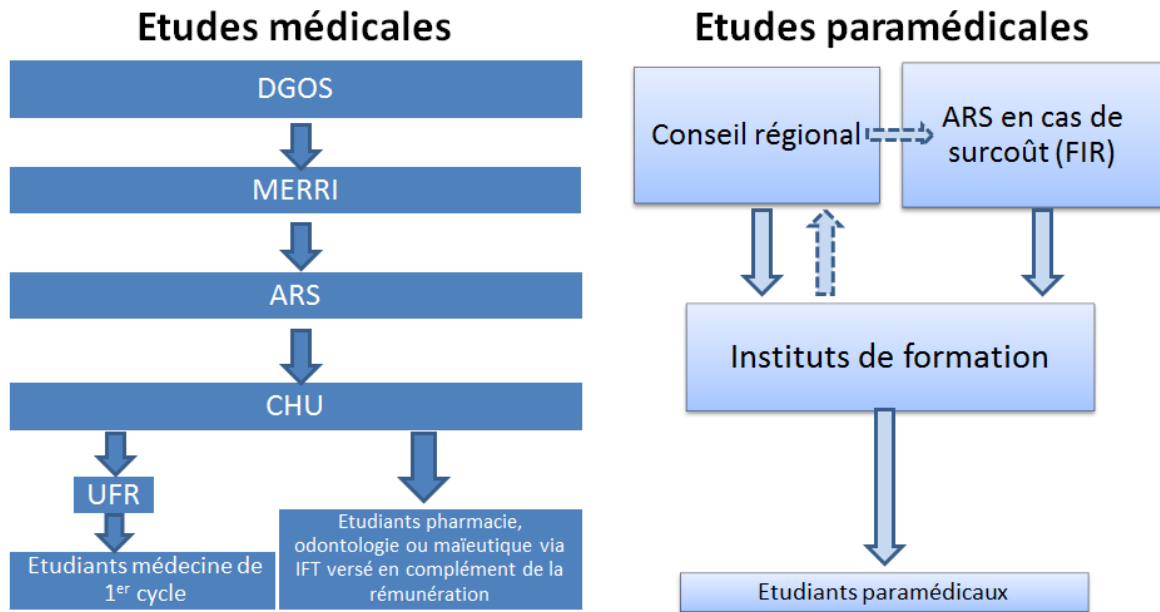 Etudes médicales
DGOS
MERRI
ARS
CHU
UFR
Etudiants médecine de
1er cycle
Etudiants pharmacie,
odontologie ou maïeutique via
IFT versé en complément de la
rémunération
Etudes paramédicales
Conseil régional
ARS en cas de
surcoût (FIR)
Instituts de formation
Etudiants paramédicaux